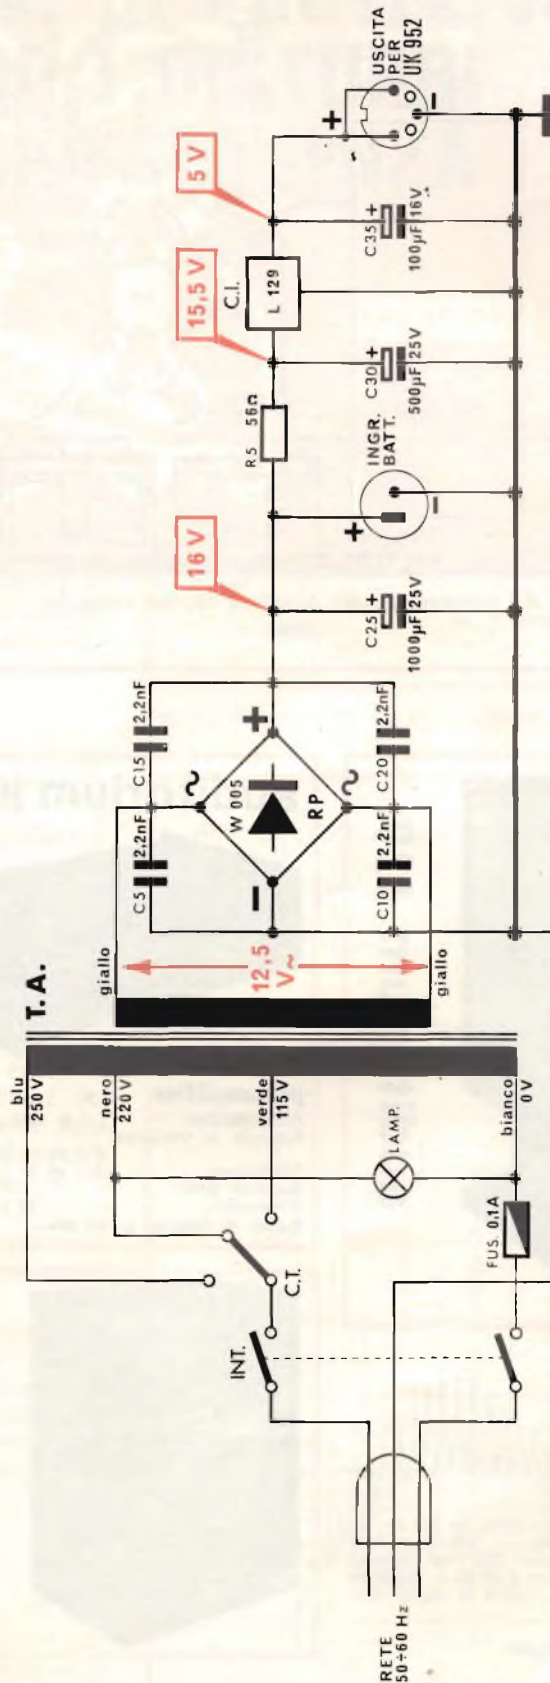 RETE
50÷60 Hz
INT.
C.T.
FUS. 0,1A
LAMP.
blu
250V
nero
220V
verde
115V
bianco
0V
T.A.
giallo
giallo
12,5
V~
C5 2,2nF
C15 2,2nF
C10 2,2nF
C20 2,2nF
~
~
-
+
W 005
RP
16 V
C25 +
1000µF 25V
INGR.
BATT.
+
-
R5 56Ω
15,5 V
C30 +
500µF 25V
C.I.
L 129
5 V
C35 +
100µF 16V
+
-
USCITA
PER
UK 952